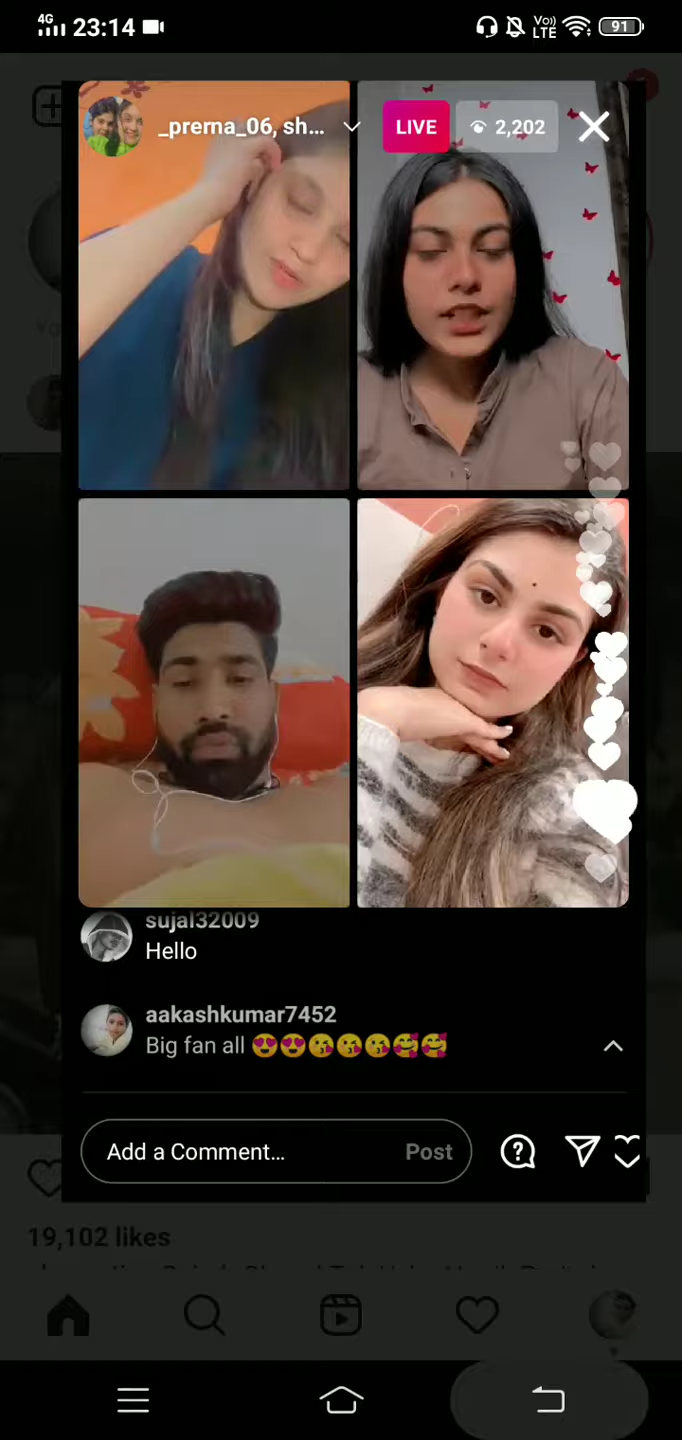 4G 23:14 Vo)) LTE 91
_prerna_06, sh... LIVE 2,202
sujal32009
Hello
aakashkumar7452
Big fan all 😍😍😘😘😘🥰🥰
Add a Comment... Post
19,102 likes